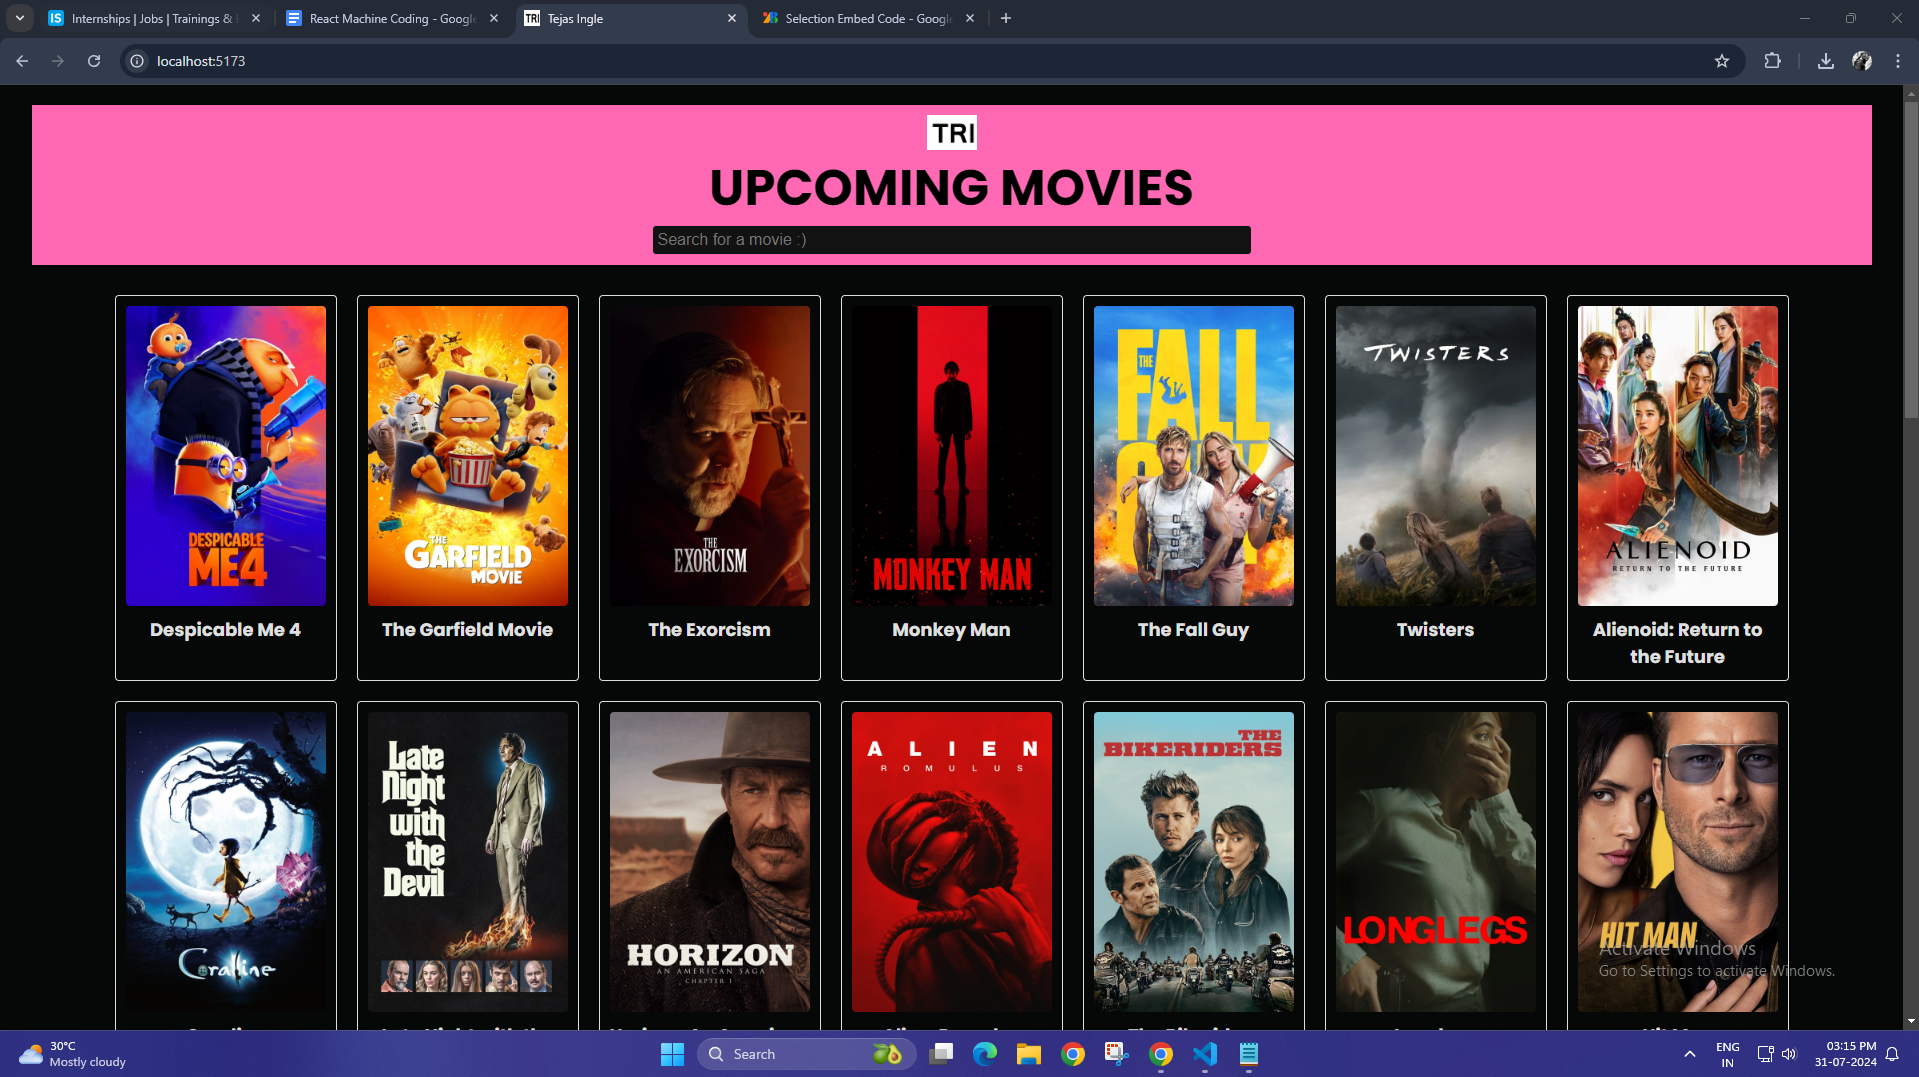 IS Internships | Jobs | Trainings &
React Machine Coding - Google
TRI Tejas Ingle
Selection Embed Code - Google
localhost:5173
TRI
UPCOMING MOVIES
Search for a movie :)
DESPICABLE
ME4
THE
GARFIELD
MOVIE
THE
EXORCISM
MONKEY MAN
THE
FALL
GUY
TWISTERS
ALIENOID
RETURN TO THE FUTURE
Despicable Me 4
The Garfield Movie
The Exorcism
Monkey Man
The Fall Guy
Twisters
Alienoid: Return to
the Future
Coraline
Late
Night
with
the
Devil
HORIZON
AN AMERICAN SAGA
CHAPTER 1
ALIEN
ROMULUS
THE
BIKERIDERS
LONGLEGS
HIT MAN
Activate Windows
Go to Settings to activate Windows.
30°C
Mostly cloudy
Search
ENG
IN
03:15 PM
31-07-2024